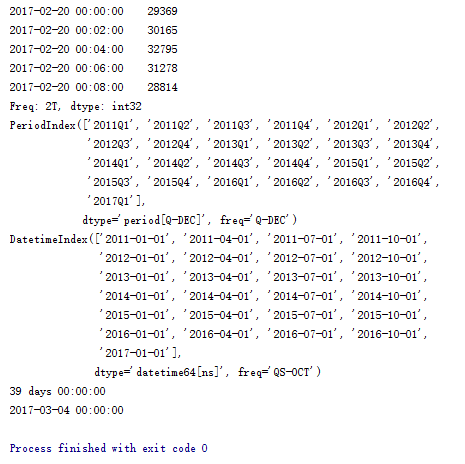 2017-02-20 00:00:00    29369
2017-02-20 00:02:00    30165
2017-02-20 00:04:00    32795
2017-02-20 00:06:00    31278
2017-02-20 00:08:00    28814
Freq: 2T, dtype: int32
PeriodIndex(['2011Q1', '2011Q2', '2011Q3', '2011Q4', '2012Q1', '2012Q2',
             '2012Q3', '2012Q4', '2013Q1', '2013Q2', '2013Q3', '2013Q4',
             '2014Q1', '2014Q2', '2014Q3', '2014Q4', '2015Q1', '2015Q2',
             '2015Q3', '2015Q4', '2016Q1', '2016Q2', '2016Q3', '2016Q4',
             '2017Q1'],
            dtype='period[Q-DEC]', freq='Q-DEC')
DatetimeIndex(['2011-01-01', '2011-04-01', '2011-07-01', '2011-10-01',
               '2012-01-01', '2012-04-01', '2012-07-01', '2012-10-01',
               '2013-01-01', '2013-04-01', '2013-07-01', '2013-10-01',
               '2014-01-01', '2014-04-01', '2014-07-01', '2014-10-01',
               '2015-01-01', '2015-04-01', '2015-07-01', '2015-10-01',
               '2016-01-01', '2016-04-01', '2016-07-01', '2016-10-01',
               '2017-01-01'],
              dtype='datetime64[ns]', freq='QS-OCT')
39 days 00:00:00
2017-03-04 00:00:00
Process finished with exit code 0